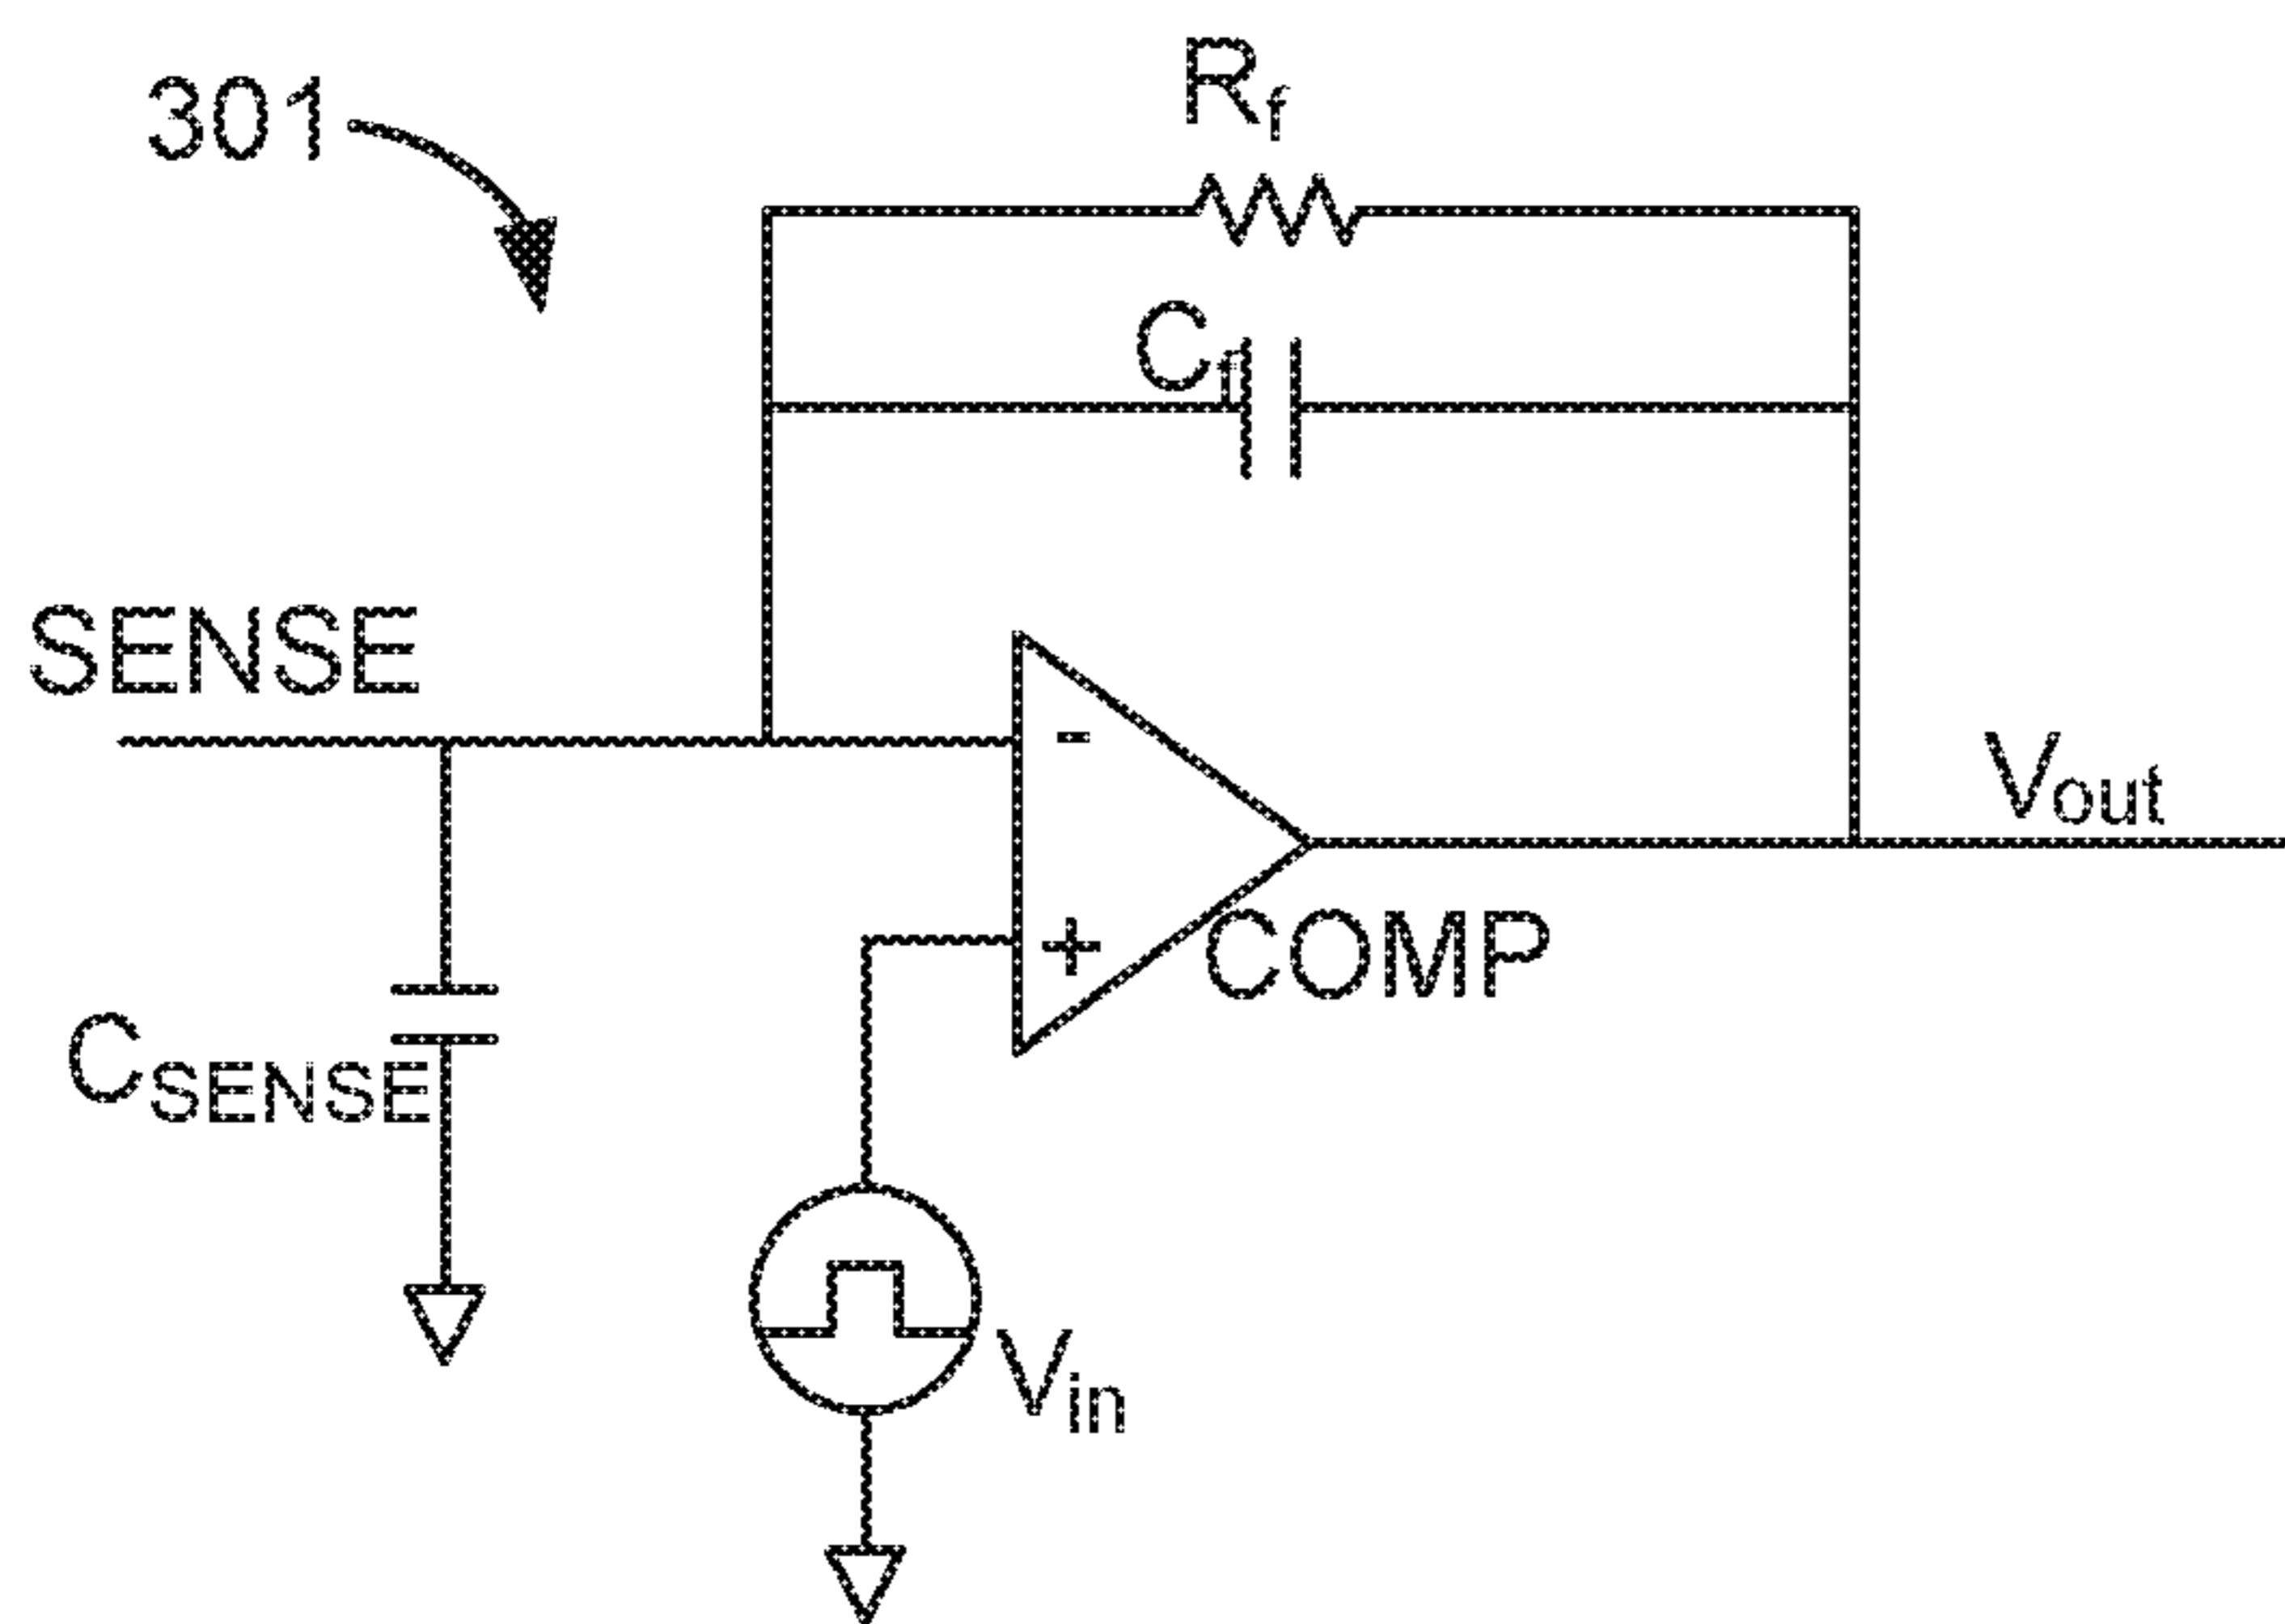 301
Rf
Cf
SENSE
-
Vout
+
COMP
CSENSE
Vin